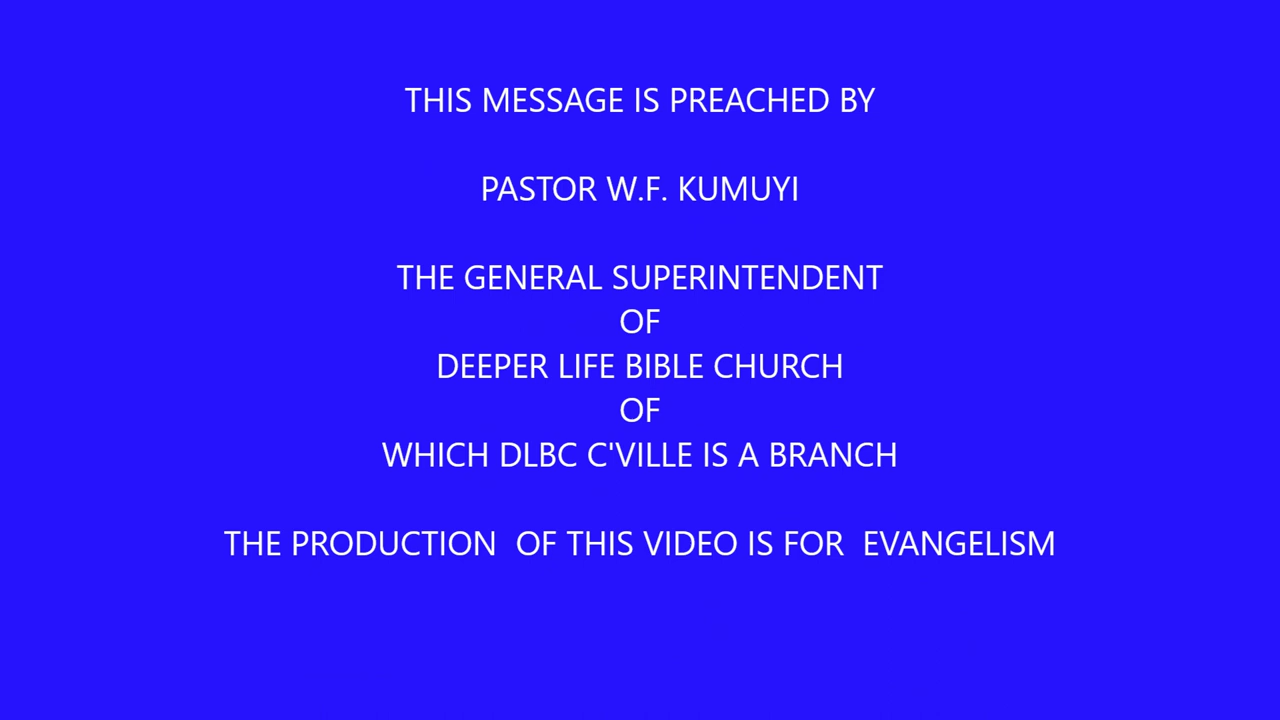 THIS MESSAGE IS PREACHED BY
PASTOR W.F. KUMUYI
THE GENERAL SUPERINTENDENT
OF
DEEPER LIFE BIBLE CHURCH
OF
WHICH DLBC C'VILLE IS A BRANCH
THE PRODUCTION  OF THIS VIDEO IS FOR  EVANGELISM